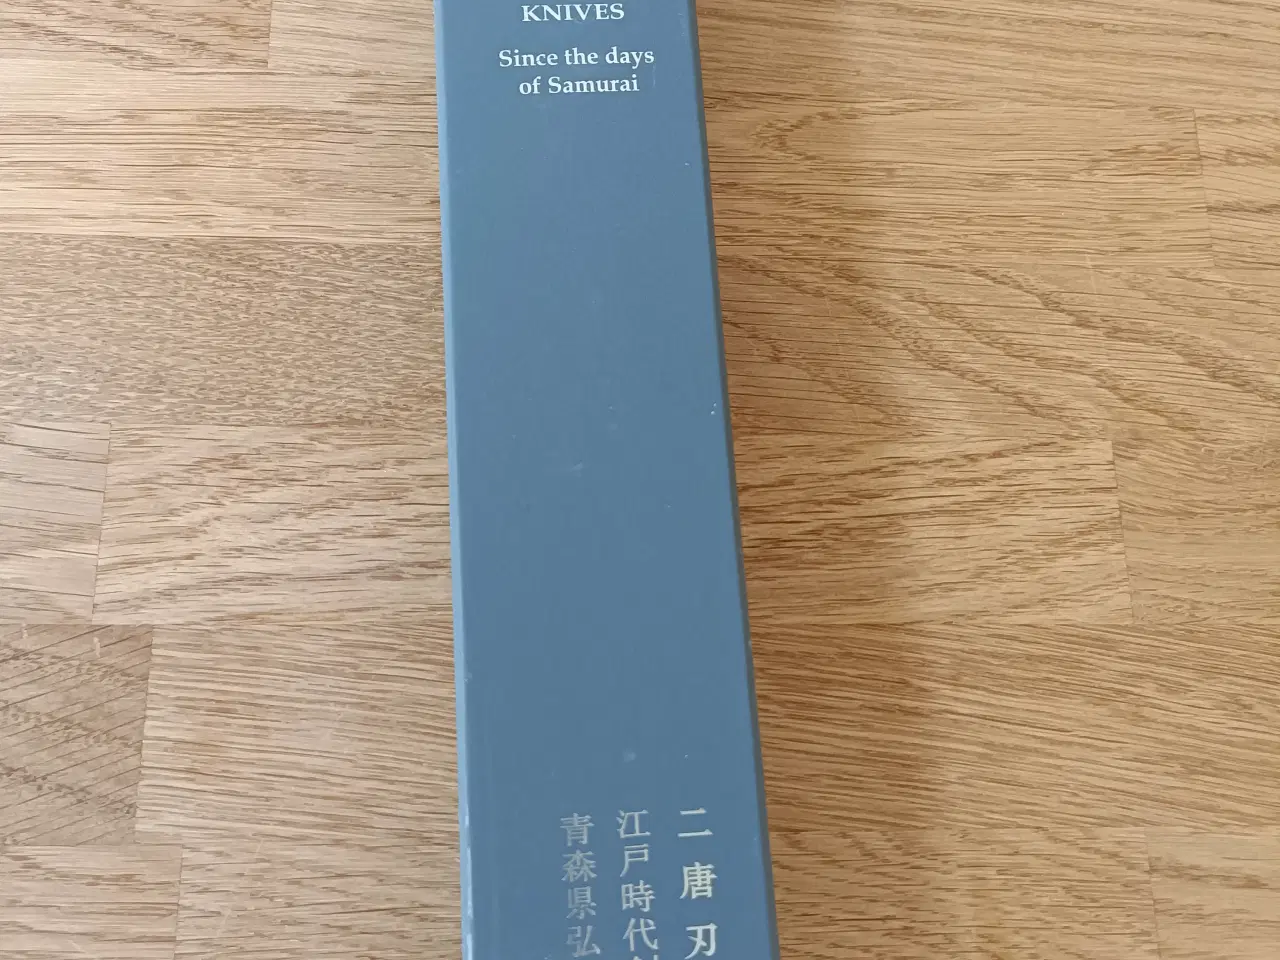 KNIVES
Since the days
of Samurai
二唐刃
江戸時代
青森県弘